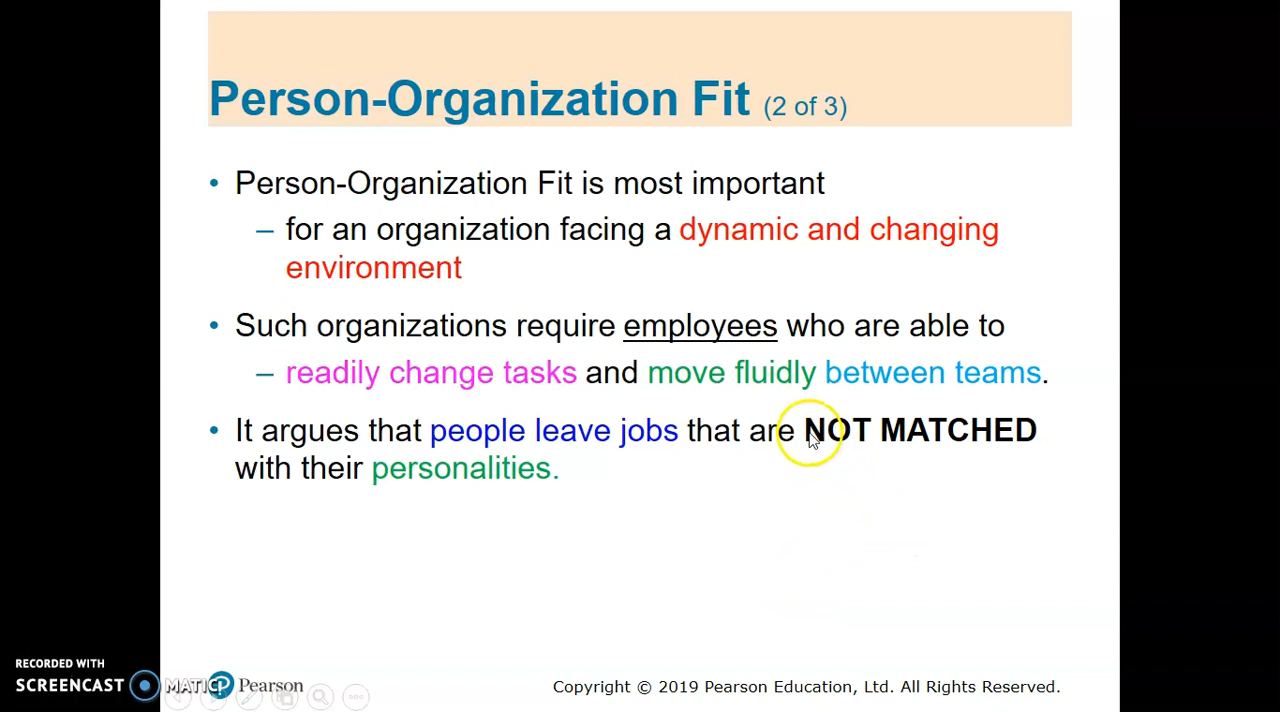 Person-Organization Fit (2 of 3)
• Person-Organization Fit is most important
– for an organization facing a dynamic and changing
environment
• Such organizations require employees who are able to
– readily change tasks and move fluidly between teams.
• It argues that people leave jobs that are NOT MATCHED
with their personalities.
RECORDED WITH
SCREENCAST MATIC
Pearson
Copyright © 2019 Pearson Education, Ltd. All Rights Reserved.